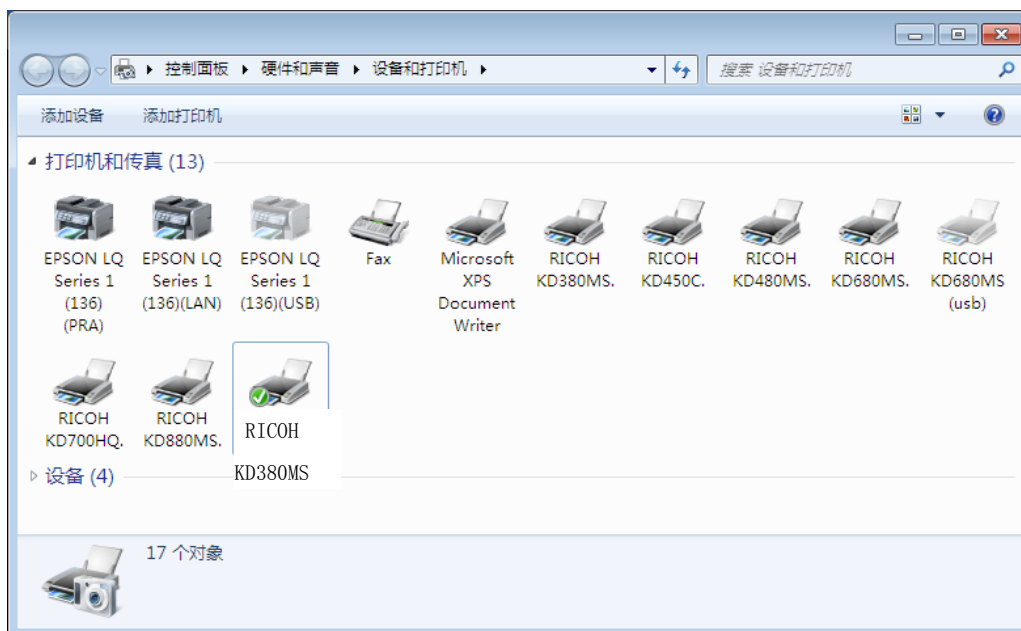 控制面板 硬件和声音 设备和打印机
搜索 设备和打印机
添加设备 添加打印机
打印机和传真 (13)
EPSON LQ
Series 1
(136)
(PRA)
EPSON LQ
Series 1
(136)(LAN)
EPSON LQ
Series 1
(136)(USB)
Fax
Microsoft
XPS
Document
Writer
RICOH
KD380MS.
RICOH
KD450C.
RICOH
KD480MS.
RICOH
KD680MS.
RICOH
KD680MS
(usb)
RICOH
KD700HQ.
RICOH
KD880MS.
RICOH
KD380MS
设备 (4)
17 个对象